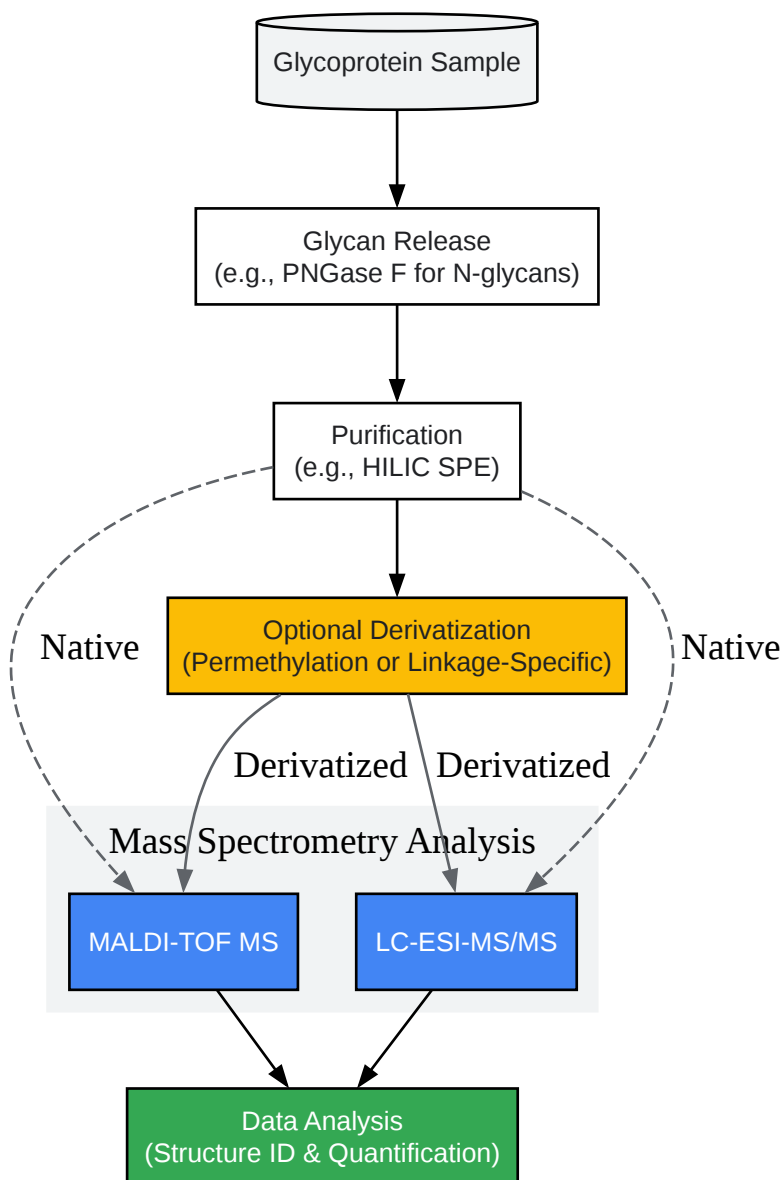 Glycoprotein Sample
Glycan Release
(e.g., PNGase F for N-glycans)
Purification
(e.g., HILIC SPE)
Optional Derivatization
(Permethylation or Linkage-Specific)
Native
Native
Derivatized
Derivatized
Mass Spectrometry Analysis
MALDI-TOF MS
LC-ESI-MS/MS
Data Analysis
(Structure ID & Quantification)